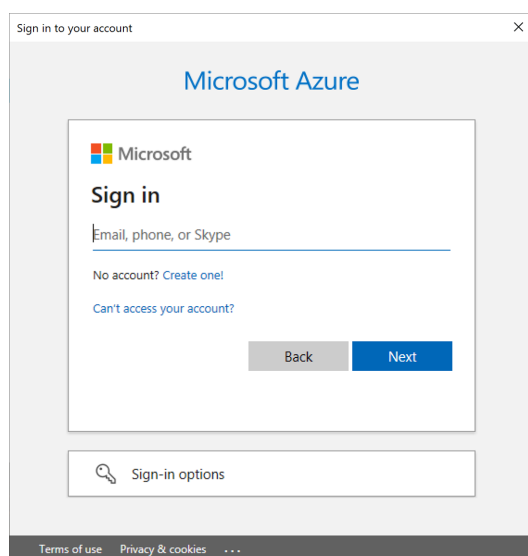 Sign in to your account
Microsoft Azure
Microsoft
Sign in
Email, phone, or Skype
No account? Create one!
Can't access your account?
Back Next
Sign-in options
Terms of use Privacy & cookies ...